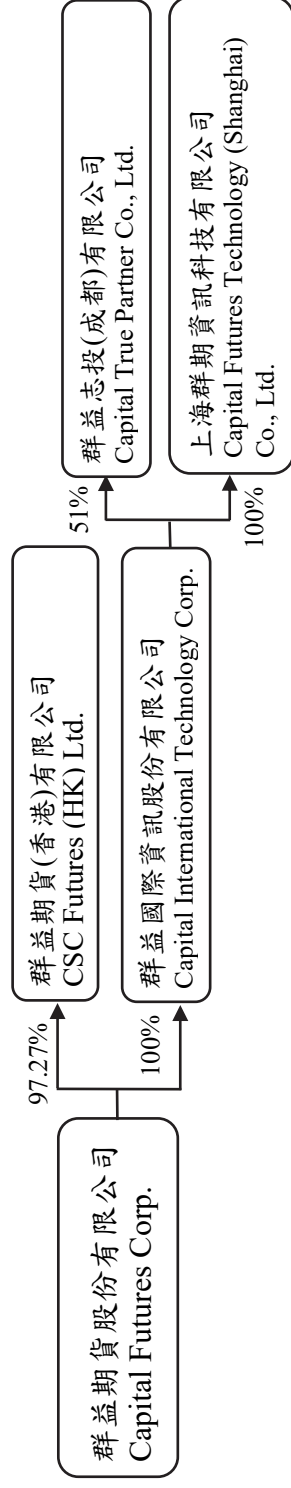 群益期貨股份有限公司
Capital Futures Corp.
97.27%
群益期貨(香港)有限公司
CSC Futures (HK) Ltd.
100%
群益國際資訊股份有限公司
Capital International Technology Corp.
51%
群益志投(成都)有限公司
Capital True Partner Co., Ltd.
100%
上海群期資訊科技有限公司
Capital Futures Technology (Shanghai)
Co., Ltd.